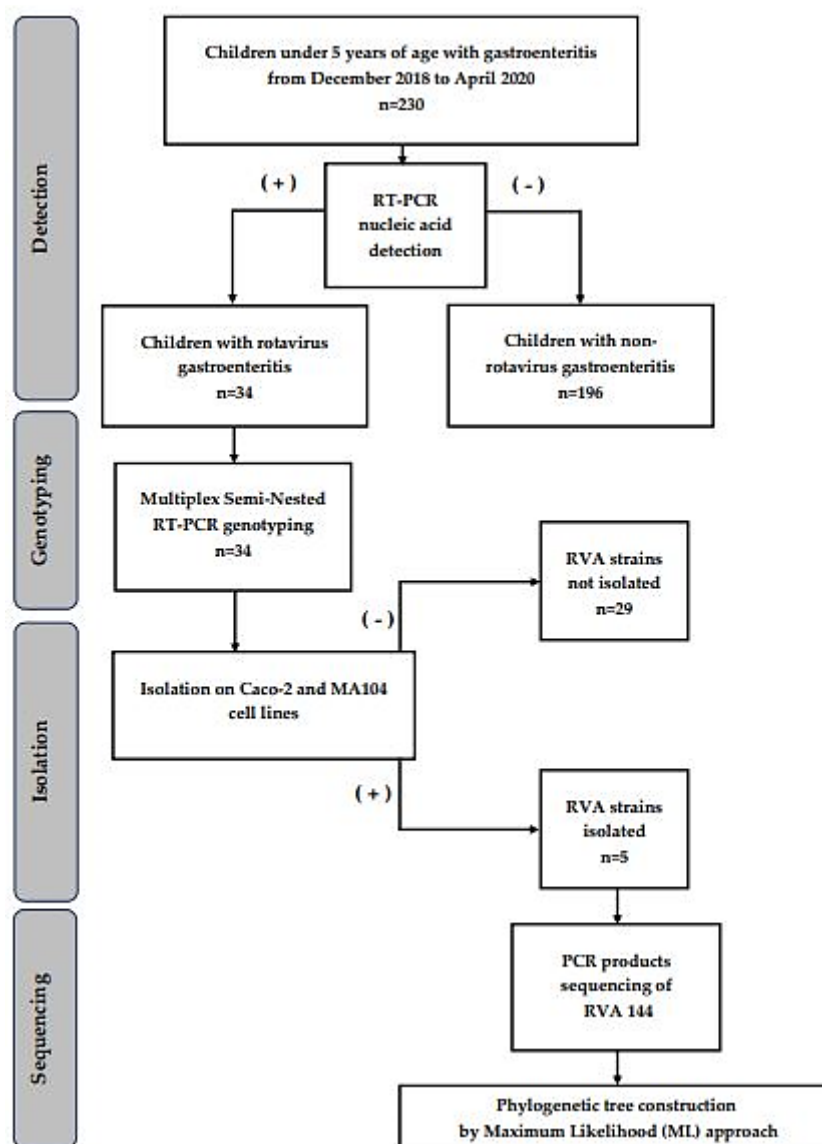 Children under 5 years of age with gastroenteritis
from December 2018 to April 2020
n=230
( + )
( - )
RT-PCR
nucleic acid
detection
Detection
Children with rotavirus
gastroenteritis
n=34
Children with non-
rotavirus gastroenteritis
n=196
Genotyping
Multiplex Semi-Nested
RT-PCR genotyping
n=34
RVA strains
not isolated
n=29
( - )
Isolation
Isolation on Caco-2 and MA104
cell lines
( + )
RVA strains
isolated
n=5
Sequencing
PCR products
sequencing of
RVA 144
Phylogenetic tree construction
by Maximum Likelihood (ML) approach